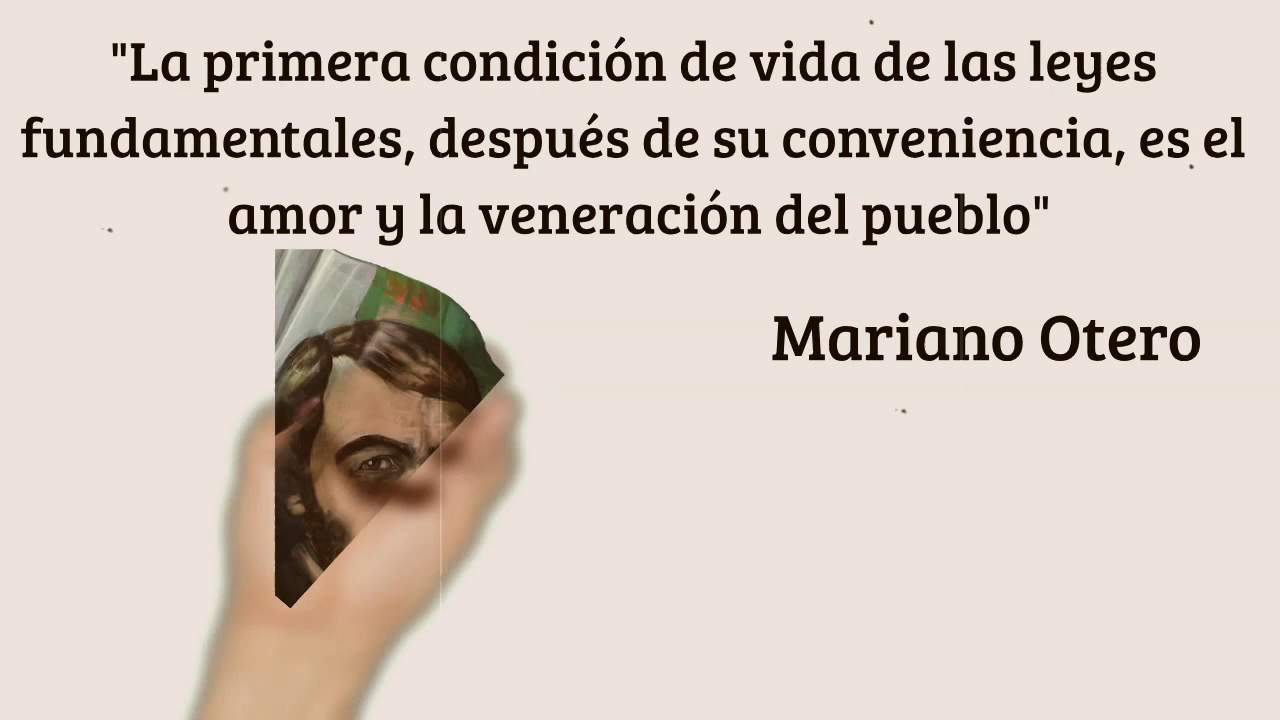 "La primera condición de vida de las leyes
fundamentales, después de su conveniencia, es el
amor y la veneración del pueblo"
Mariano Otero